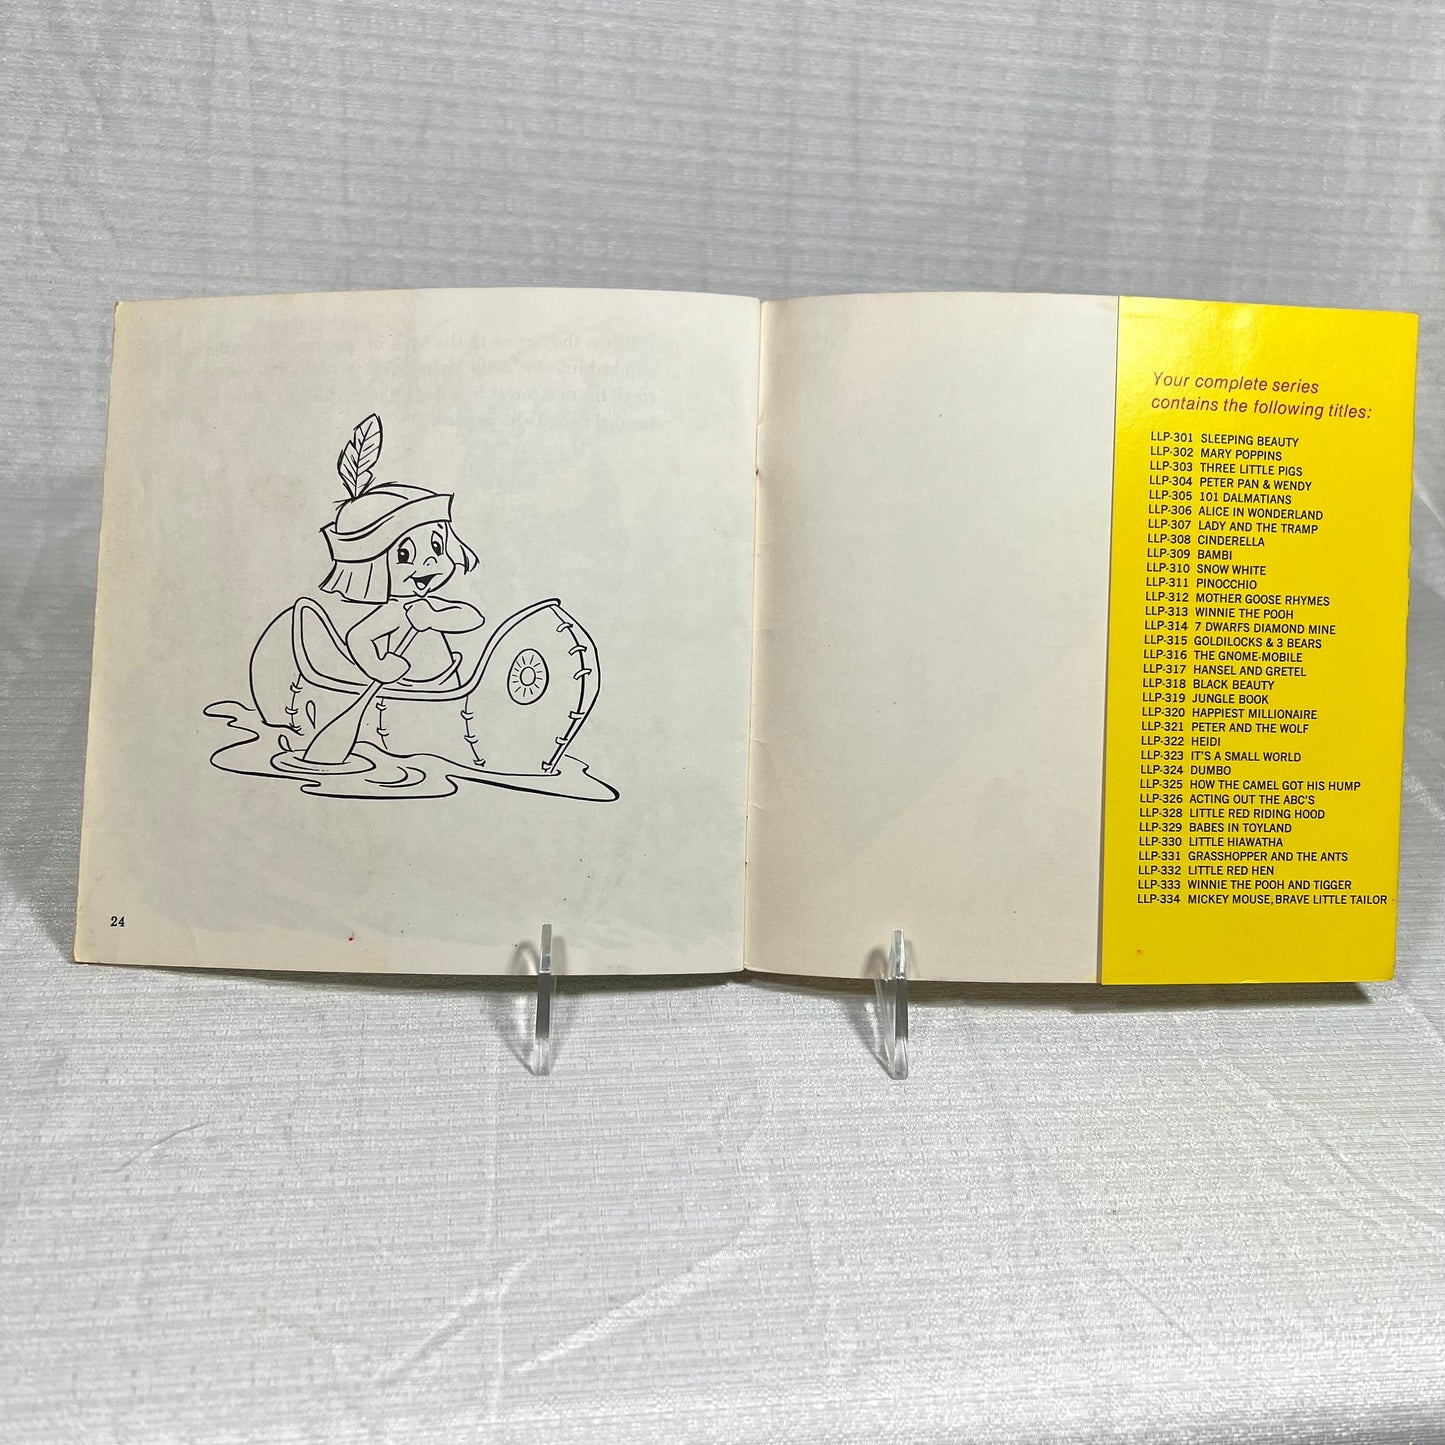 24
Your complete series
contains the following titles:
LLP-301 SLEEPING BEAUTY
LLP-302 MARY POPPINS
LLP-303 THREE LITTLE PIGS
LLP-304 PETER PAN & WENDY
LLP-305 101 DALMATIANS
LLP-306 ALICE IN WONDERLAND
LLP-307 LADY AND THE TRAMP
LLP-308 CINDERELLA
LLP-309 BAMBI
LLP-310 SNOW WHITE
LLP-311 PINOCCHIO
LLP-312 MOTHER GOOSE RHYMES
LLP-313 WINNIE THE POOH
LLP-314 7 DWARFS DIAMOND MINE
LLP-315 GOLDILOCKS & 3 BEARS
LLP-316 THE GNOME-MOBILE
LLP-317 HANSEL AND GRETEL
LLP-318 BLACK BEAUTY
LLP-319 JUNGLE BOOK
LLP-320 HAPPIEST MILLIONAIRE
LLP-321 PETER AND THE WOLF
LLP-322 HEIDI
LLP-323 IT'S A SMALL WORLD
LLP-324 DUMBO
LLP-325 HOW THE CAMEL GOT HIS HUMP
LLP-326 ACTING OUT THE ABC'S
LLP-328 LITTLE RED RIDING HOOD
LLP-329 BABES IN TOYLAND
LLP-330 LITTLE HIAWATHA
LLP-331 GRASSHOPPER AND THE ANTS
LLP-332 LITTLE RED HEN
LLP-333 WINNIE THE POOH AND TIGGER
LLP-334 MICKEY MOUSE, BRAVE LITTLE TAILOR